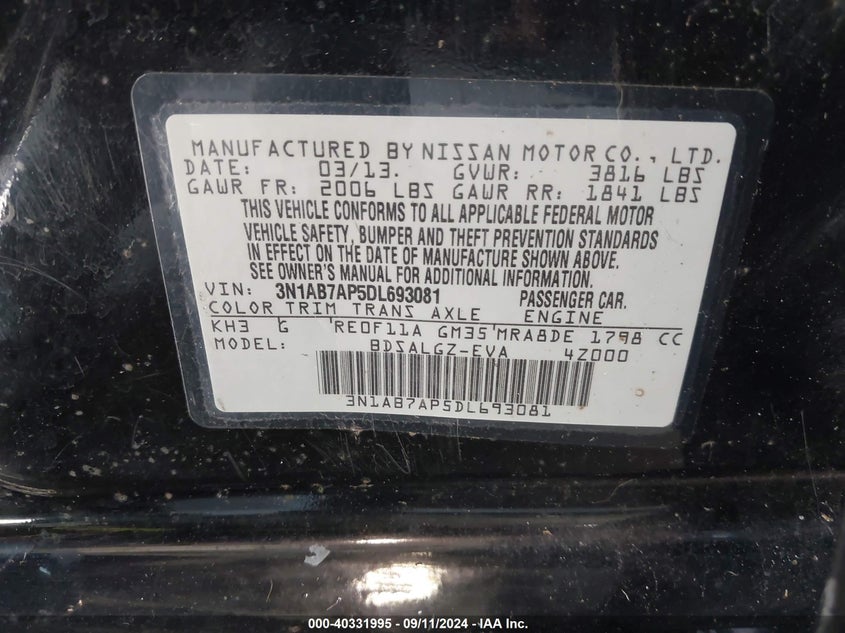 MANUFACTURED BY NISSAN MOTOR CO., LTD.
DATE: 03/13. GVWR: 3816 LBS
GAWR FR: 2006 LBS GAWR RR: 1841 LBS
THIS VEHICLE CONFORMS TO ALL APPLICABLE FEDERAL MOTOR
VEHICLE SAFETY, BUMPER AND THEFT PREVENTION STANDARDS
IN EFFECT ON THE DATE OF MANUFACTURE SHOWN ABOVE.
SEE OWNER'S MANUAL FOR ADDITIONAL INFORMATION.
VIN: 3N1AB7AP5DL693081 PASSENGER CAR.
COLOR TRIM TRANS AXLE ENGINE
KH3 G RE0F11A GM35 MRA8DE 1798 CC
MODEL: BDSALGZ-EVA 4Z000
3N1AB7AP5DL693081
000-40331995 - 09/11/2024 - IAA Inc.